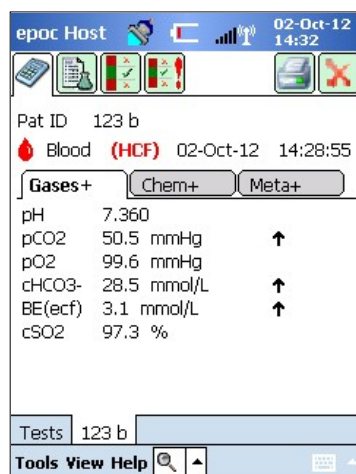 epoc Host 02-Oct-12
14:32
Pat ID 123 b
Blood (HCF) 02-Oct-12 14:28:55
Gases+ Chem+ Meta+
pH 7.360
pCO2 50.5 mmHg ↑
pO2 99.6 mmHg
cHCO3- 28.5 mmol/L ↑
BE(ecf) 3.1 mmol/L ↑
cSO2 97.3 %
Tests 123 b
Tools View Help